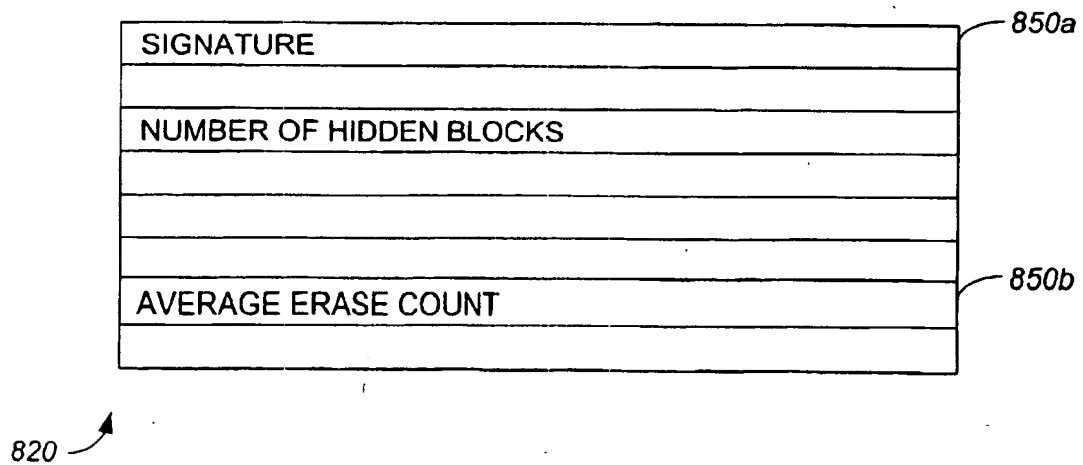 850a
SIGNATURE
NUMBER OF HIDDEN BLOCKS
850b
AVERAGE ERASE COUNT
820